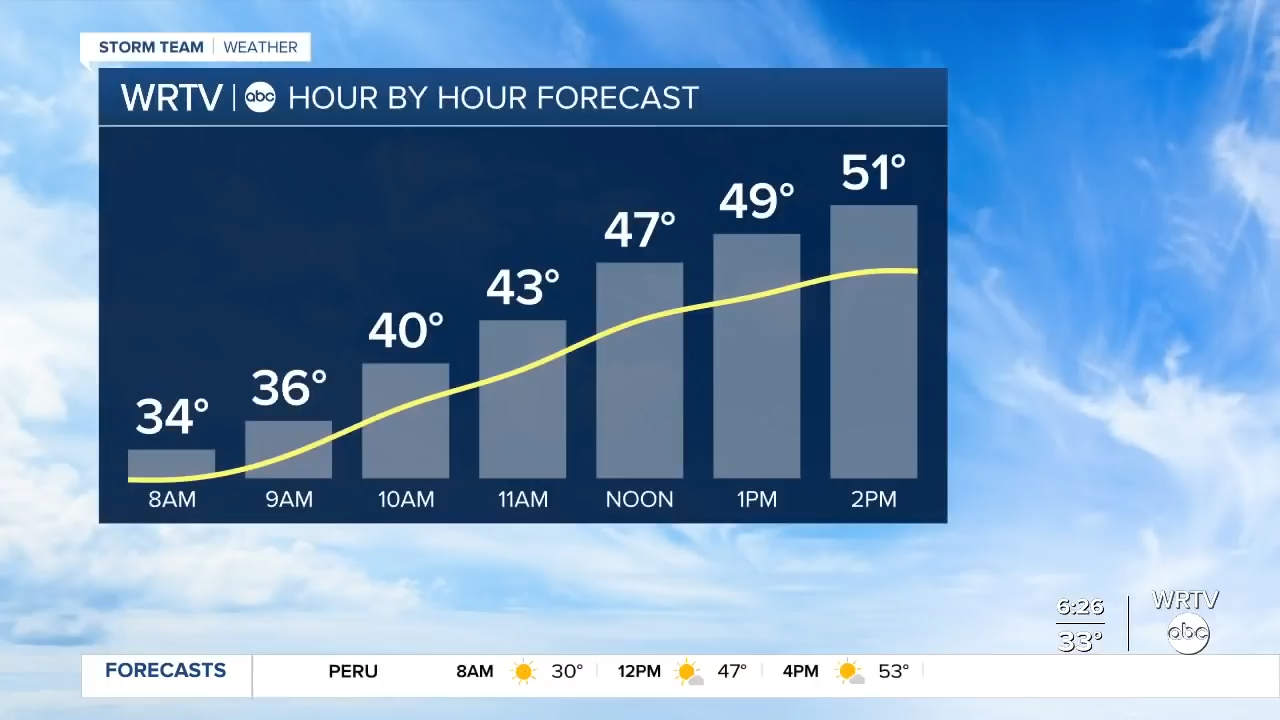 STORM TEAM | WEATHER
WRTV | abc HOUR BY HOUR FORECAST
34° 36° 40° 43° 47° 49° 51°
8AM 9AM 10AM 11AM NOON 1PM 2PM
6:26
33°
WRTV
abc
FORECASTS PERU 8AM 30° 12PM 47° 4PM 53°